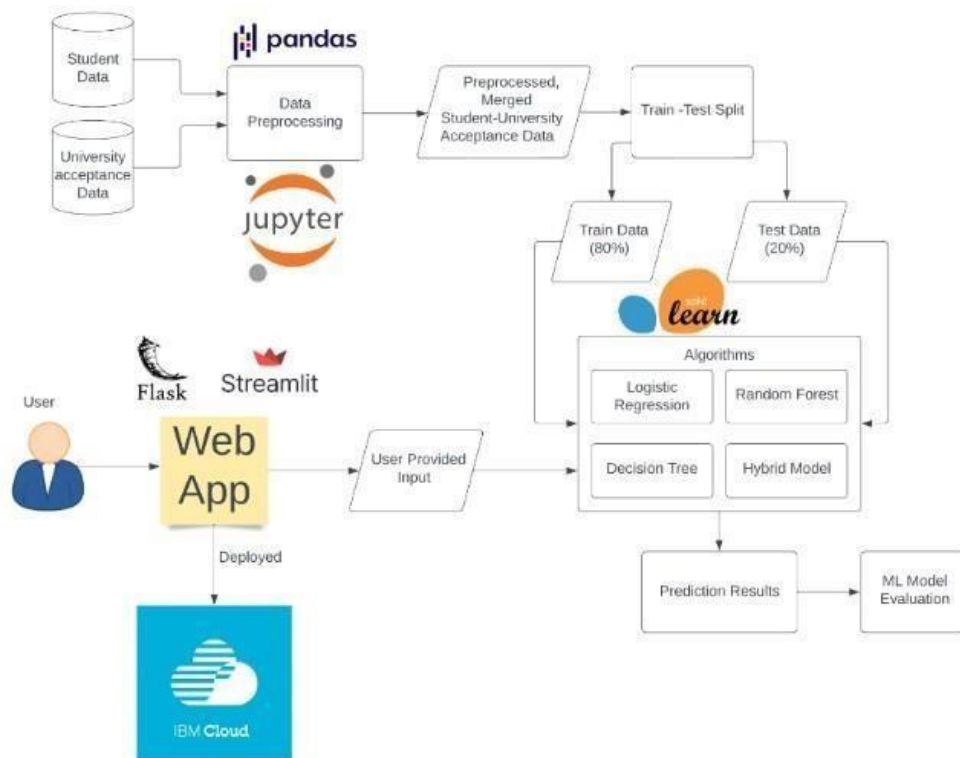 pandas
Student
Data
Data
Preprocessing
Preprocessed,
Merged
Student-University
Acceptance Data
Train -Test Split
University
acceptance
Data
jupyter
Train Data
(80%)
Test Data
(20%)
scikit
learn
Algorithms
Logistic
Regression
Random Forest
Decision Tree
Hybrid Model
Flask
Streamlit
User
Web
App
User Provided
Input
Deployed
Prediction Results
ML Model
Evaluation
IBM Cloud